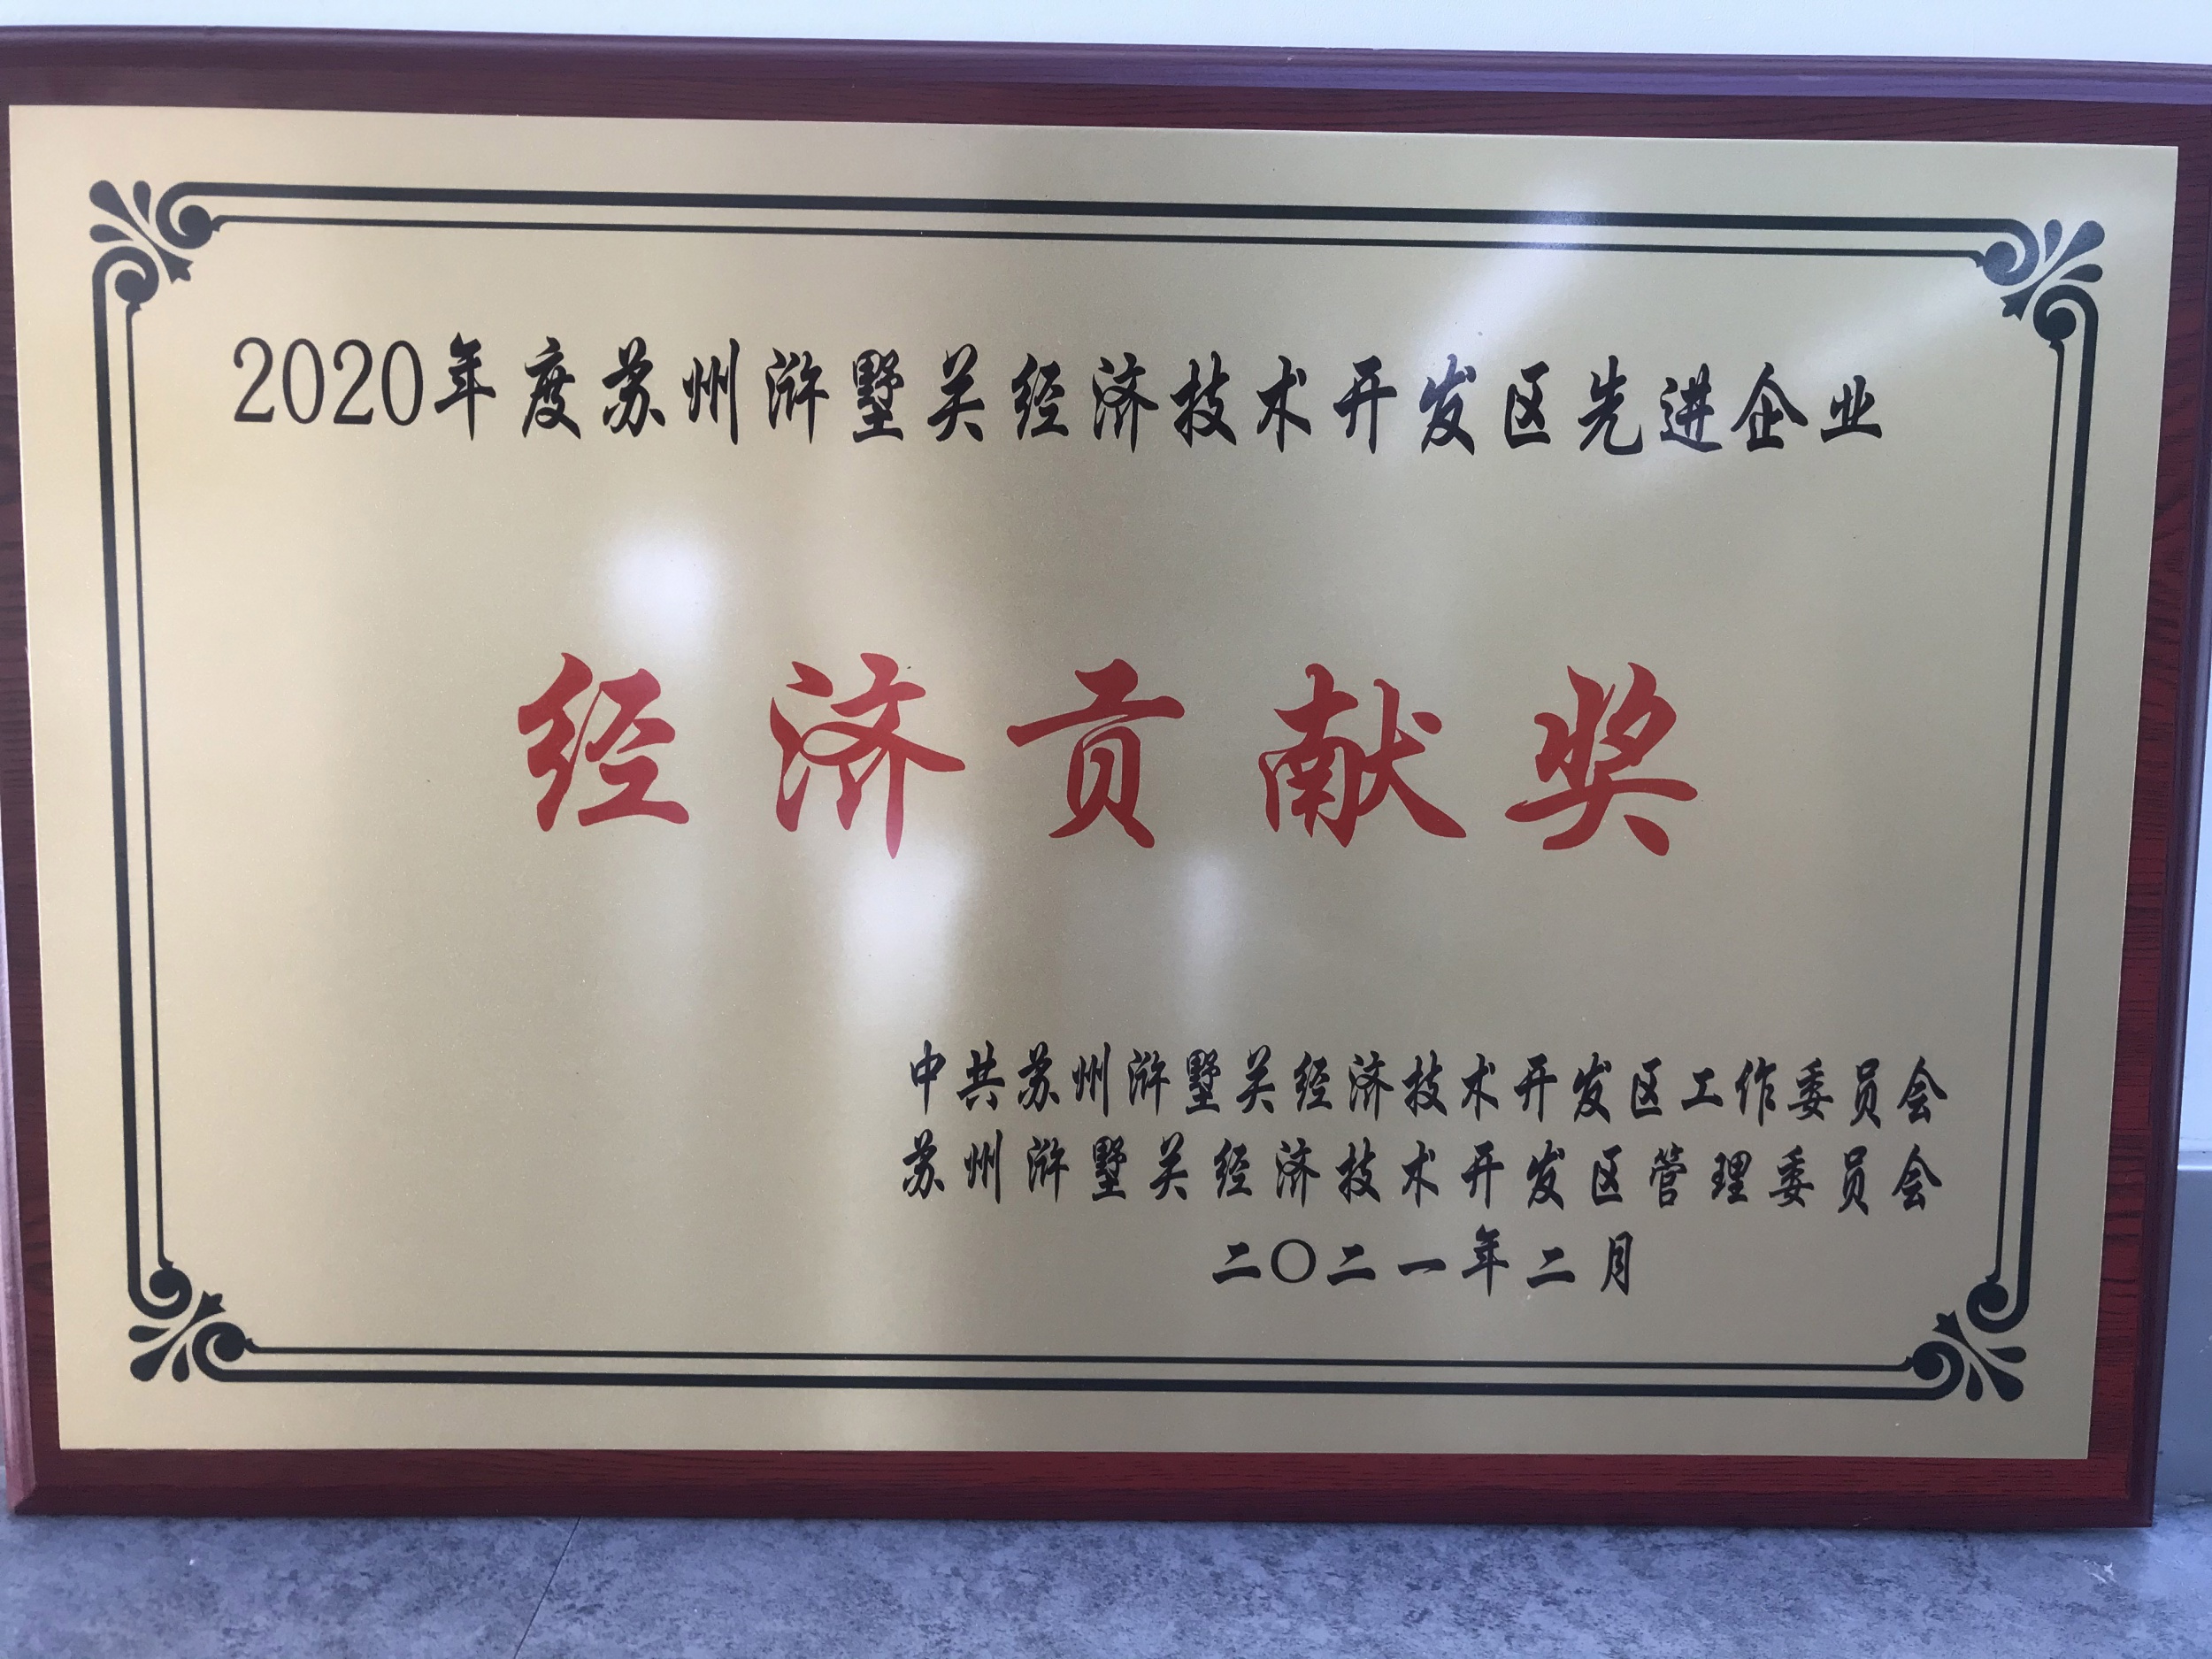 2020年度苏州浒墅关经济技术开发区先进企业
经济贡献奖
中共苏州浒墅关经济技术开发区工作委员会
苏州浒墅关经济技术开发区管理委员会
二〇二一年二月